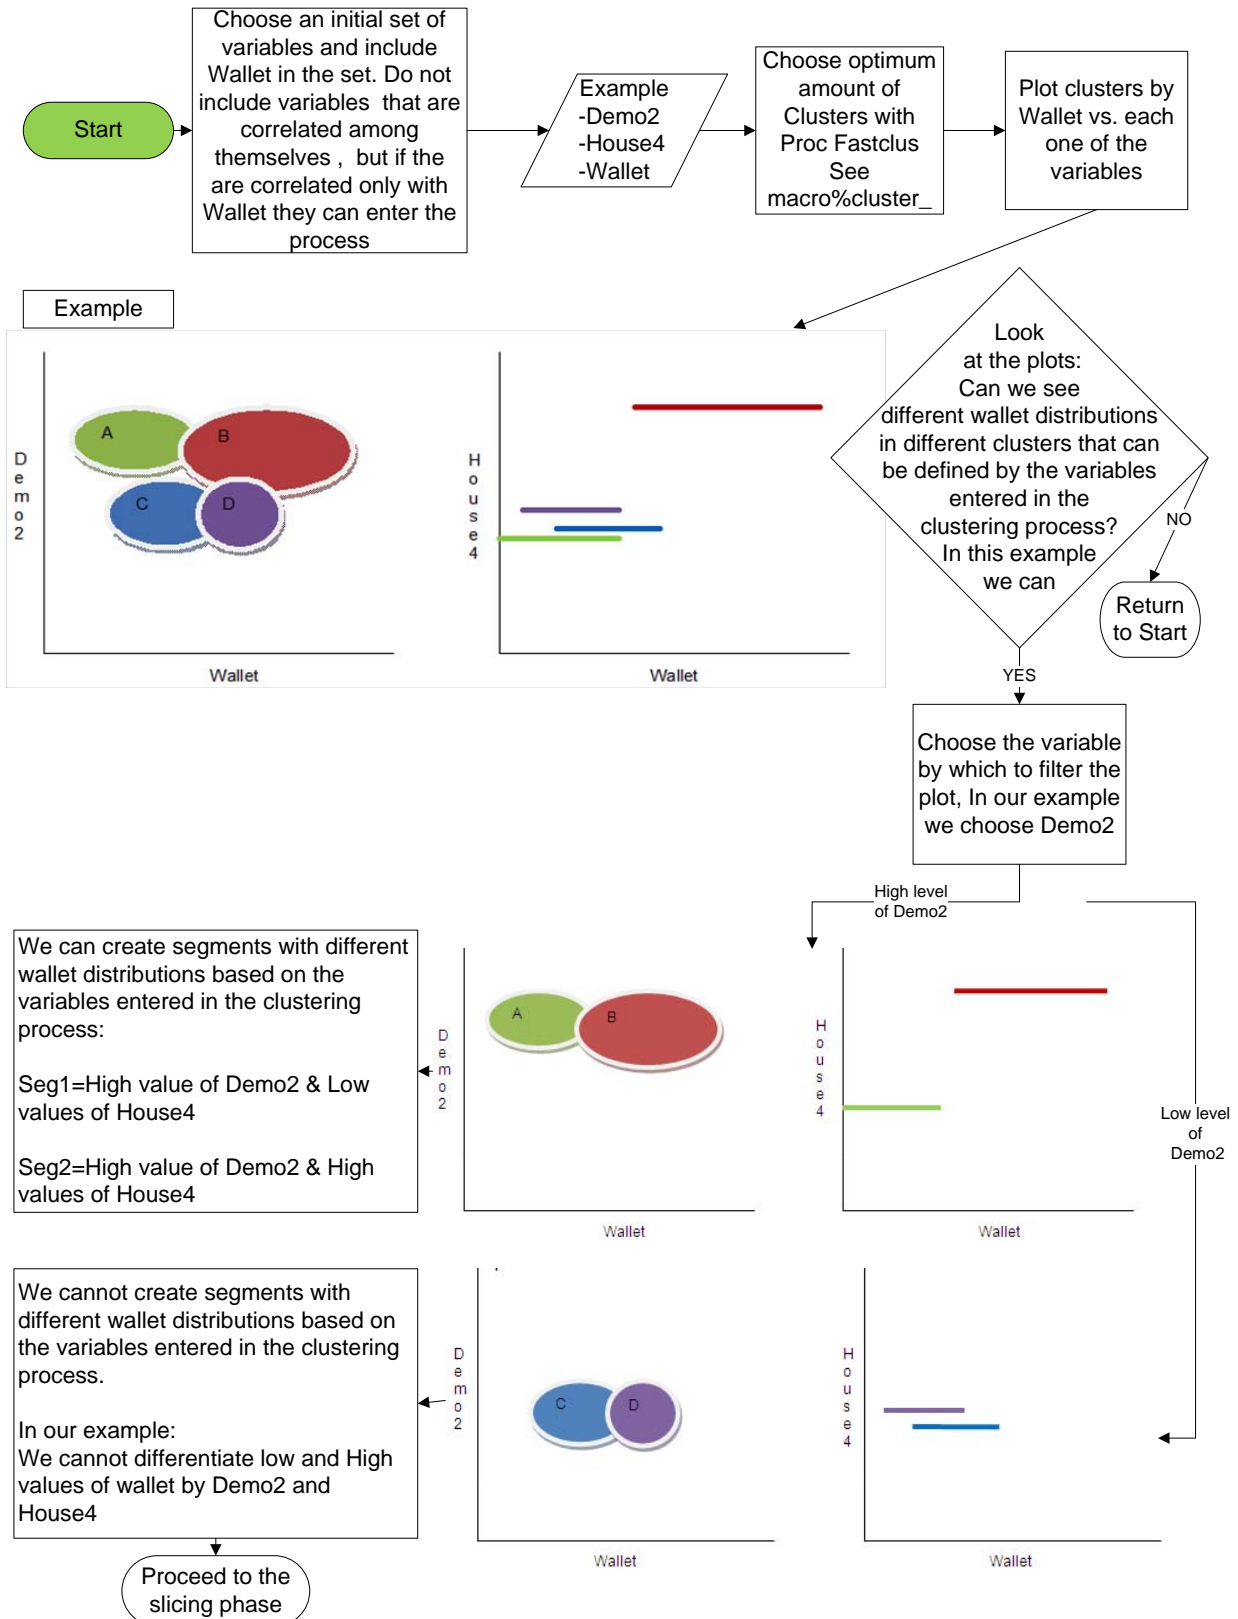 Start
Choose an initial set of
variables and include
Wallet in the set. Do not
include variables that are
correlated among
themselves , but if the
are correlated only with
Wallet they can enter the
process
Example
-Demo2
-House4
-Wallet
Choose optimum
amount of
Clusters with
Proc Fastclus
See
macro%cluster_
Plot clusters by
Wallet vs. each
one of the
variables
Example
Demo2
A
B
C
D
Wallet
House4
Wallet
Look
at the plots:
Can we see
different wallet distributions
in different clusters that can
be defined by the variables
entered in the
clustering process?
In this example
we can
NO
Return
to Start
YES
Choose the variable
by which to filter the
plot, In our example
we choose Demo2
High level
of Demo2
Low level
of
Demo2
We can create segments with different
wallet distributions based on the
variables entered in the clustering
process:
Seg1=High value of Demo2 & Low
values of House4
Seg2=High value of Demo2 & High
values of House4
Demo2
A
B
Wallet
House4
Wallet
We cannot create segments with
different wallet distributions based on
the variables entered in the clustering
process.
In our example:
We cannot differentiate low and High
values of wallet by Demo2 and
House4
Demo2
C
D
Wallet
House4
Wallet
Proceed to the
slicing phase